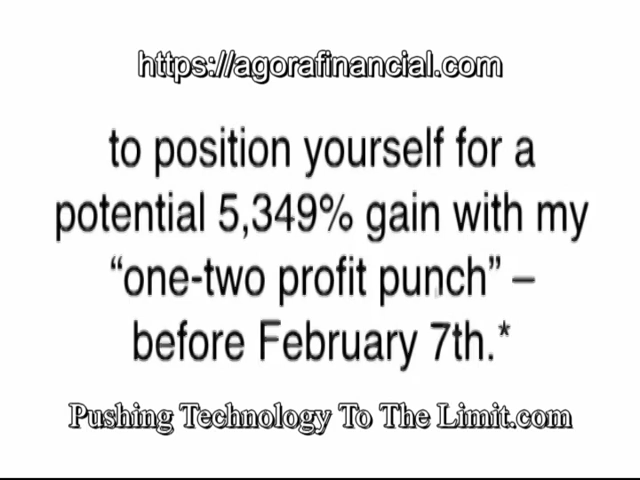 https://agorafinancial.com
to position yourself for a
potential 5,349% gain with my
“one-two profit punch” –
before February 7th.*
Pushing Technology To The Limit.com